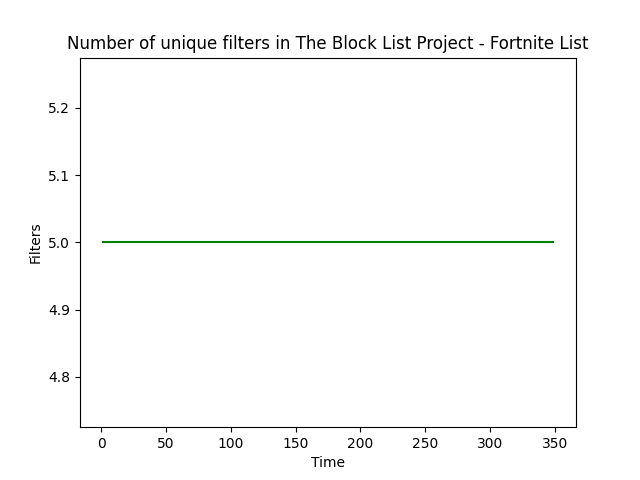 Number of unique filters in The Block List Project - Fortnite List
5.2
5.1
5.0
4.9
4.8
Filters
0 50 100 150 200 250 300 350
Time